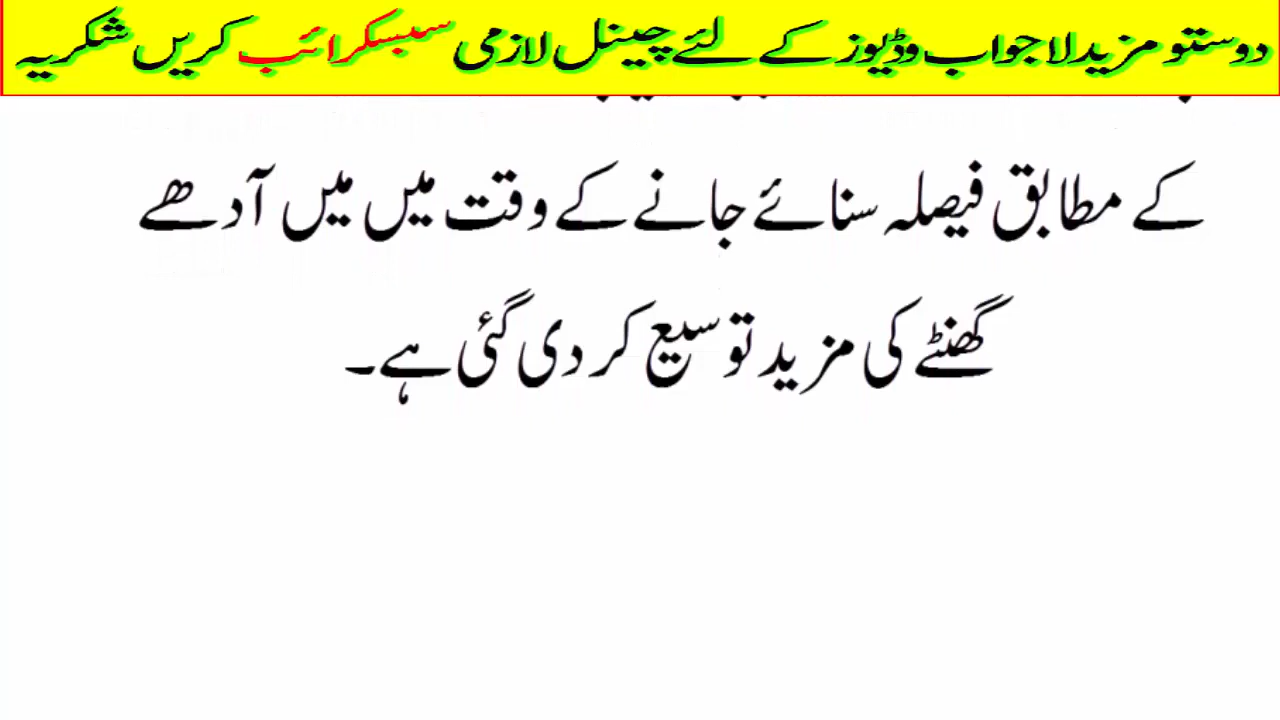 دوستو مزید لاجواب وڈیوز کے لئے چینل لازمی سبسکرائب کریں شکریہ
کے مطابق فیصلہ سنائے جانے کے وقت میں میں آدھے
گھنٹے کی مزید توسیع کر دی گئی ہے۔